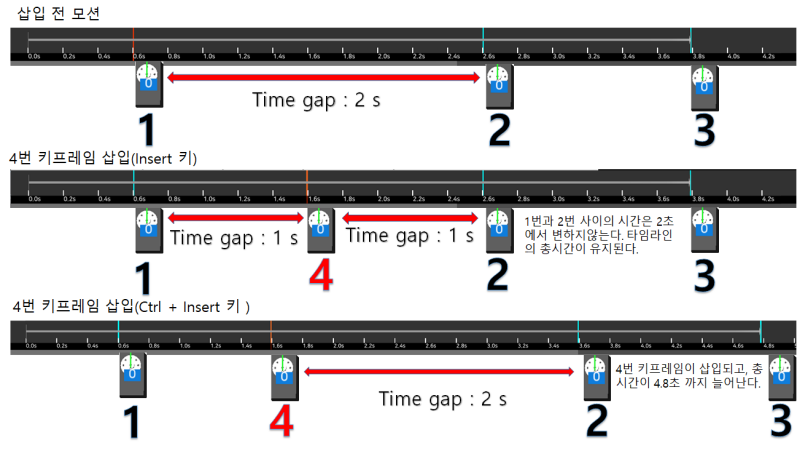 삽입 전 모션
0.0s 0.2s 0.4s 0.6s 0.8s 1.0s 1.2s 1.4s 1.6s 1.8s 2.0s 2.2s 2.4s 2.6s 2.8s 3.0s 3.2s 3.4s 3.6s 3.8s 4.0s 4.2s
0 0 0
Time gap : 2 s
1 2 3
4번 키프레임 삽입(Insert 키)
0.0s 0.2s 0.4s 0.6s 0.8s 1.0s 1.2s 1.4s 1.6s 1.8s 2.0s 2.2s 2.4s 2.6s 2.8s 3.0s 3.2s 3.4s 3.6s 3.8s 4.0s 4.2s
0 0 0 0
Time gap : 1 s Time gap : 1 s
1번과 2번 사이의 시간은 2초
에서 변하지않는다. 타임라인
의 총시간이 유지된다.
1 4 2 3
4번 키프레임 삽입(Ctrl + Insert 키 )
0.0s 0.2s 0.4s 0.6s 0.8s 1.0s 1.2s 1.4s 1.6s 1.8s 2.0s 2.2s 2.4s 2.6s 2.8s 3.0s 3.2s 3.4s 3.6s 3.8s 4.0s 4.2s 4.4s 4.6s 4.8s
0 0 0 0
4번 키프레임이 삽입되고, 총
시간이 4.8초 까지 늘어난다.
Time gap : 2 s
1 4 2 3